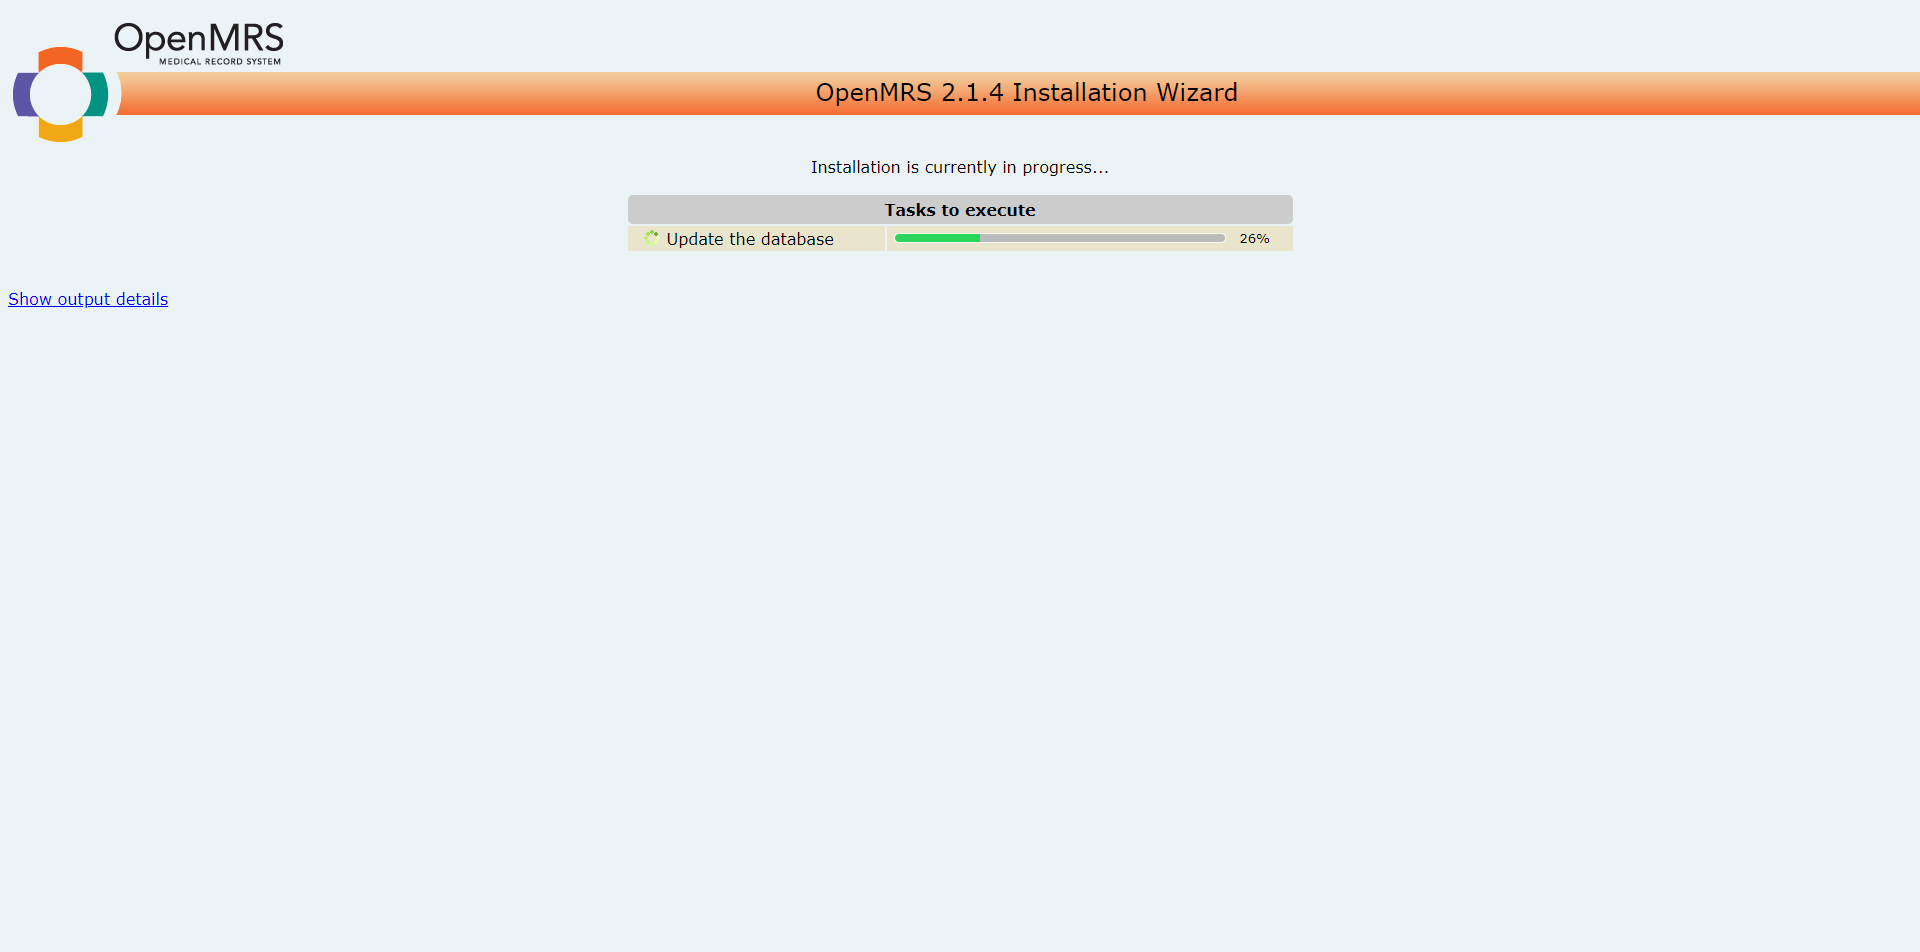 OpenMRS
MEDICAL RECORD SYSTEM
OpenMRS 2.1.4 Installation Wizard
Installation is currently in progress...
Tasks to execute
Update the database 26%
Show output details